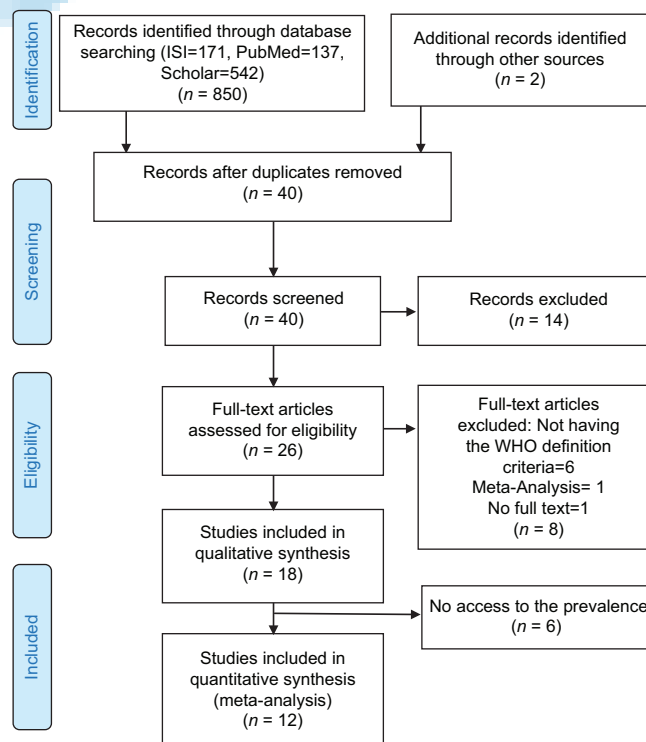 Identification
Records identified through database
searching (ISI=171, PubMed=137,
Scholar=542)
(n = 850)
Additional records identified
through other sources
(n = 2)
Records after duplicates removed
(n = 40)
Screening
Records screened
(n = 40)
Records excluded
(n = 14)
Eligibility
Full-text articles
assessed for eligibility
(n = 26)
Full-text articles
excluded: Not having
the WHO definition
criteria=6
Meta-Analysis= 1
No full text=1
(n = 8)
Studies included in
qualitative synthesis
(n = 18)
Included
No access to the prevalence
(n = 6)
Studies included in
quantitative synthesis
(meta-analysis)
(n = 12)